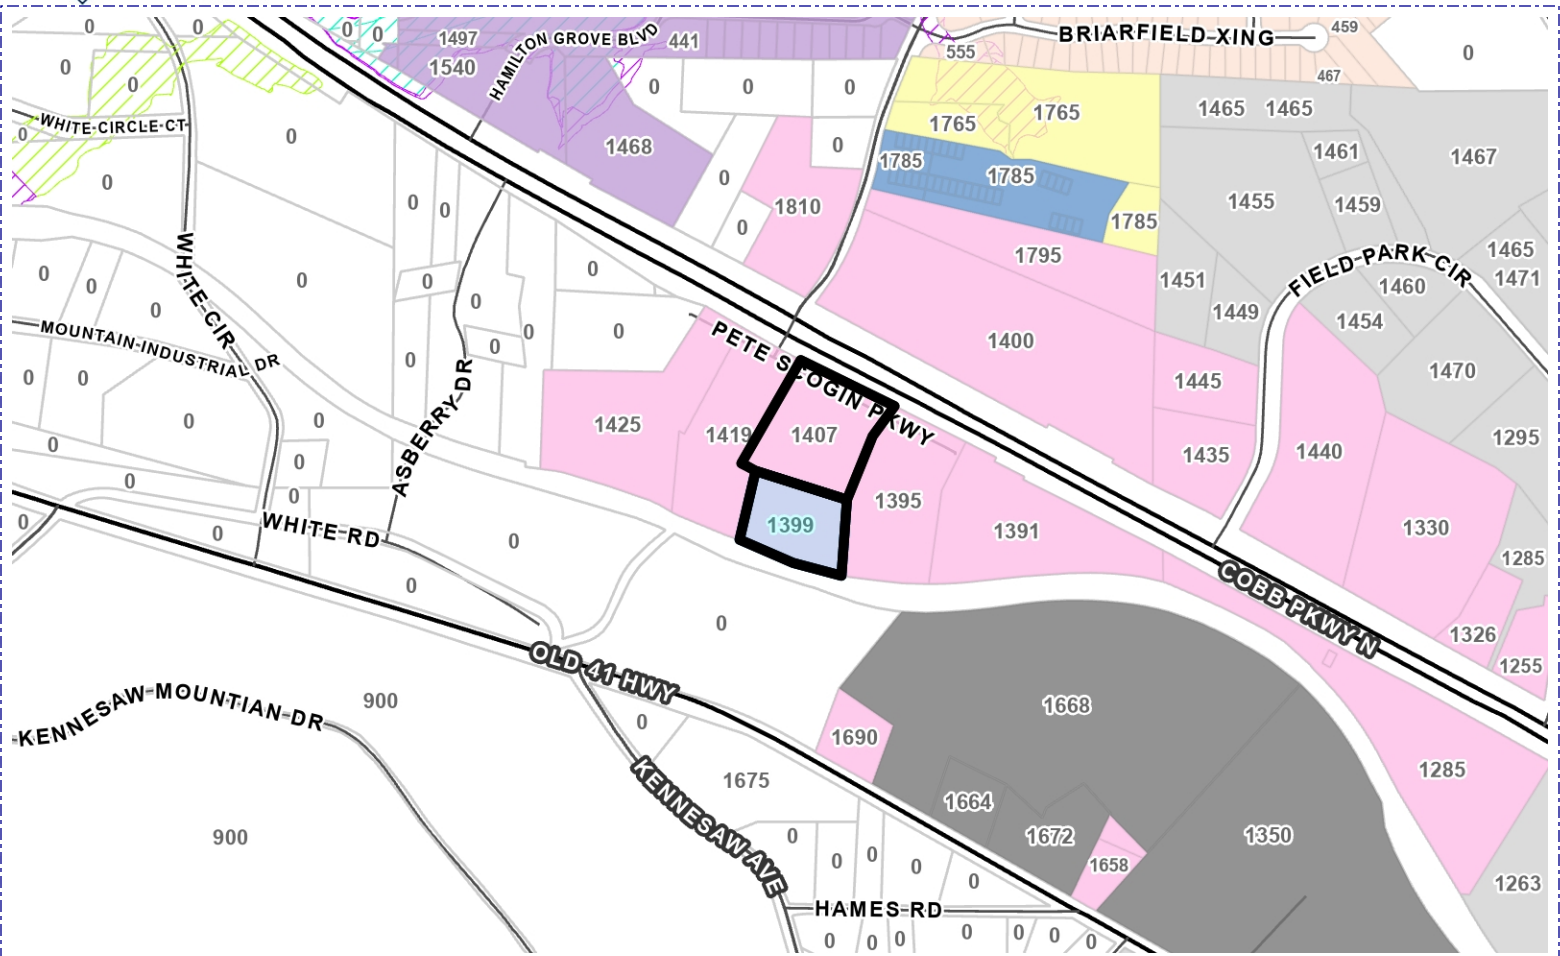 0 0 0 0 1497 HAMILTON GROVE BLVD 441 BRIARFIELD XING 459
555 0
0 0 1540 0 0 0 467
WHITE CIRCLE CT 0 0 1468 0 1765 1765 1465 1465
1461 1467
0 0 1785 1785
0 0 1810 1785 1455 1459
0 1795 1465
WHITE CIR 0 0 0 0 0 1451 FIELD PARK CIR 1471
0 0 0 1460
1449 1454
MOUNTAIN INDUSTRIAL DR 0 0 0 PETE SCOGIN PKWY 1400
0 0 0 1445 1470
0 0 ASBERRY DR 1425 1419 1407 1435 1440 1295
0 0
0 0 1395
0 0 WHITE RD 0 1399 1391 1330
0 COBB PKWY N 1285
0 1326
OLD 41 HWY 1255
KENNESAW MOUNTIAN DR 900 0 1668
1690 1285
KENNESAW AVE 1675 1664
900 0 1672 1350
0 0 0 0 1658 1263
HAMES RD
0 0 0 0 0 0 0